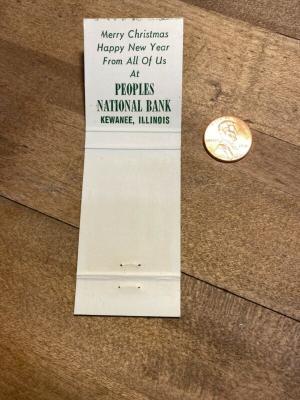 Merry Christmas
Happy New Year
From All Of Us
At
PEOPLES
NATIONAL BANK
KEWANEE, ILLINOIS